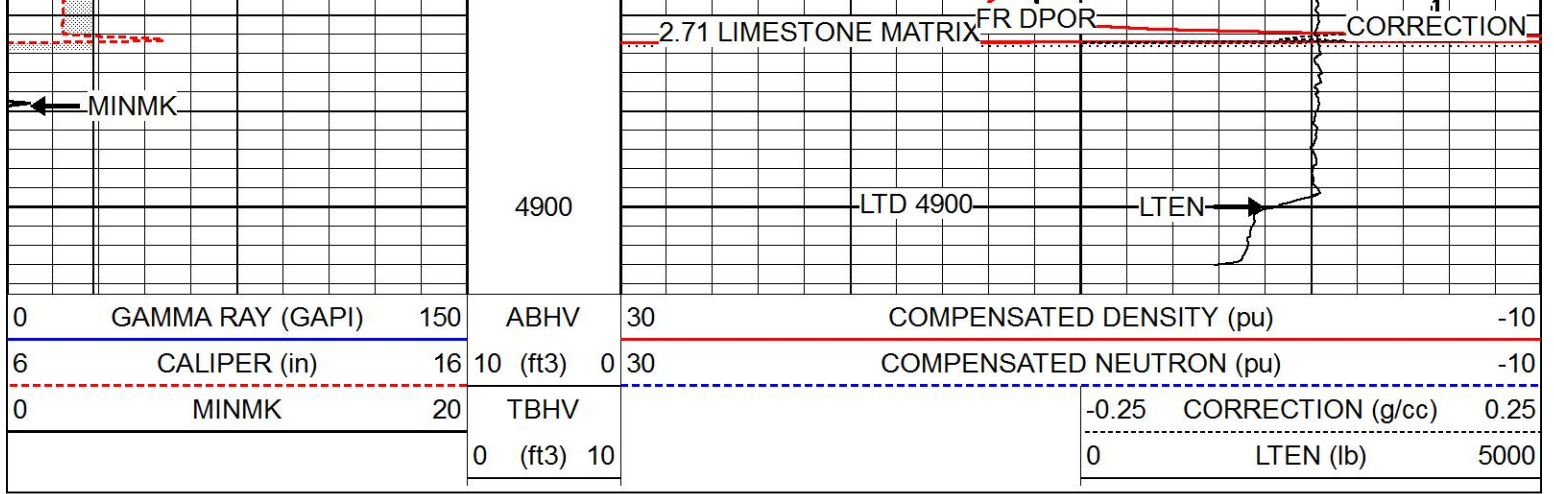 FR DPOR
CORRECTION
2.71 LIMESTONE MATRIX
MINMK
4900
LTD 4900
LTEN
0 GAMMA RAY (GAPI) 150
ABHV
30 COMPENSATED DENSITY (pu) -10
6 CALIPER (in) 16
10 (ft3) 0
30 COMPENSATED NEUTRON (pu) -10
0 MINMK 20
TBHV
-0.25 CORRECTION (g/cc) 0.25
0 (ft3) 10
0 LTEN (lb) 5000